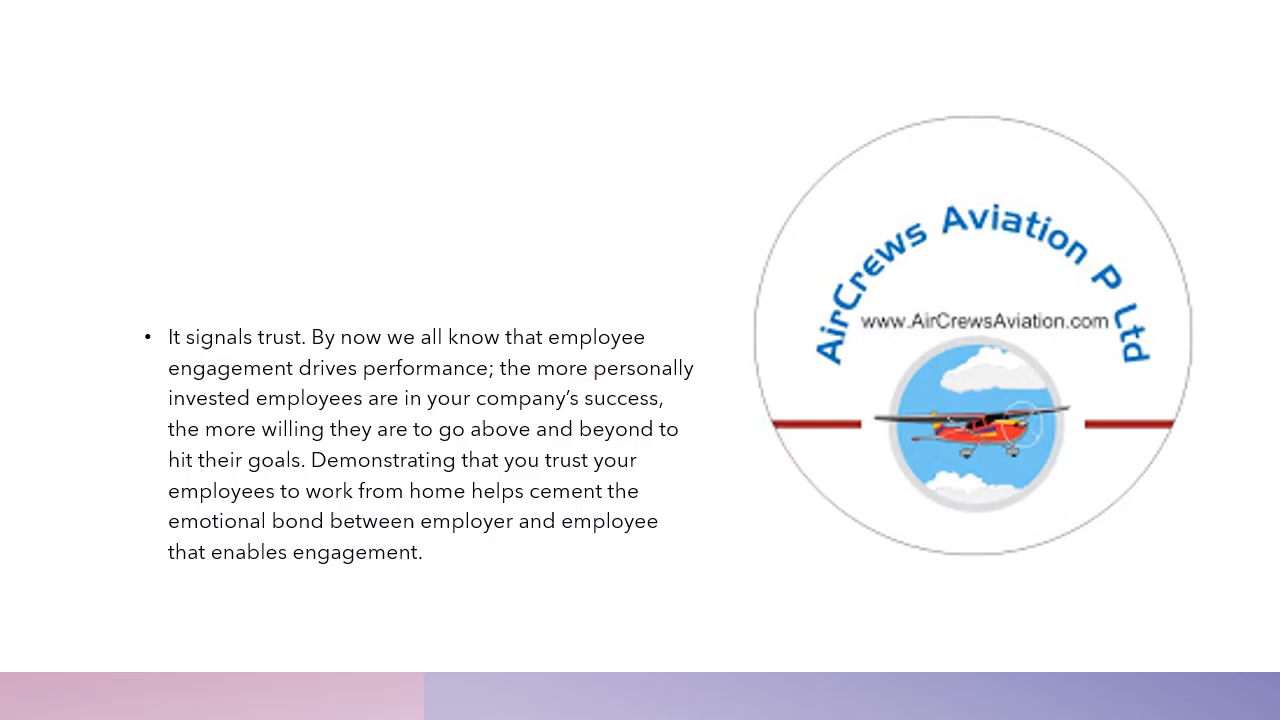 • It signals trust. By now we all know that employee
engagement drives performance; the more personally
invested employees are in your company’s success,
the more willing they are to go above and beyond to
hit their goals. Demonstrating that you trust your
employees to work from home helps cement the
emotional bond between employer and employee
that enables engagement.
AirCrews Aviation P Ltd
www.AirCrewsAviation.com